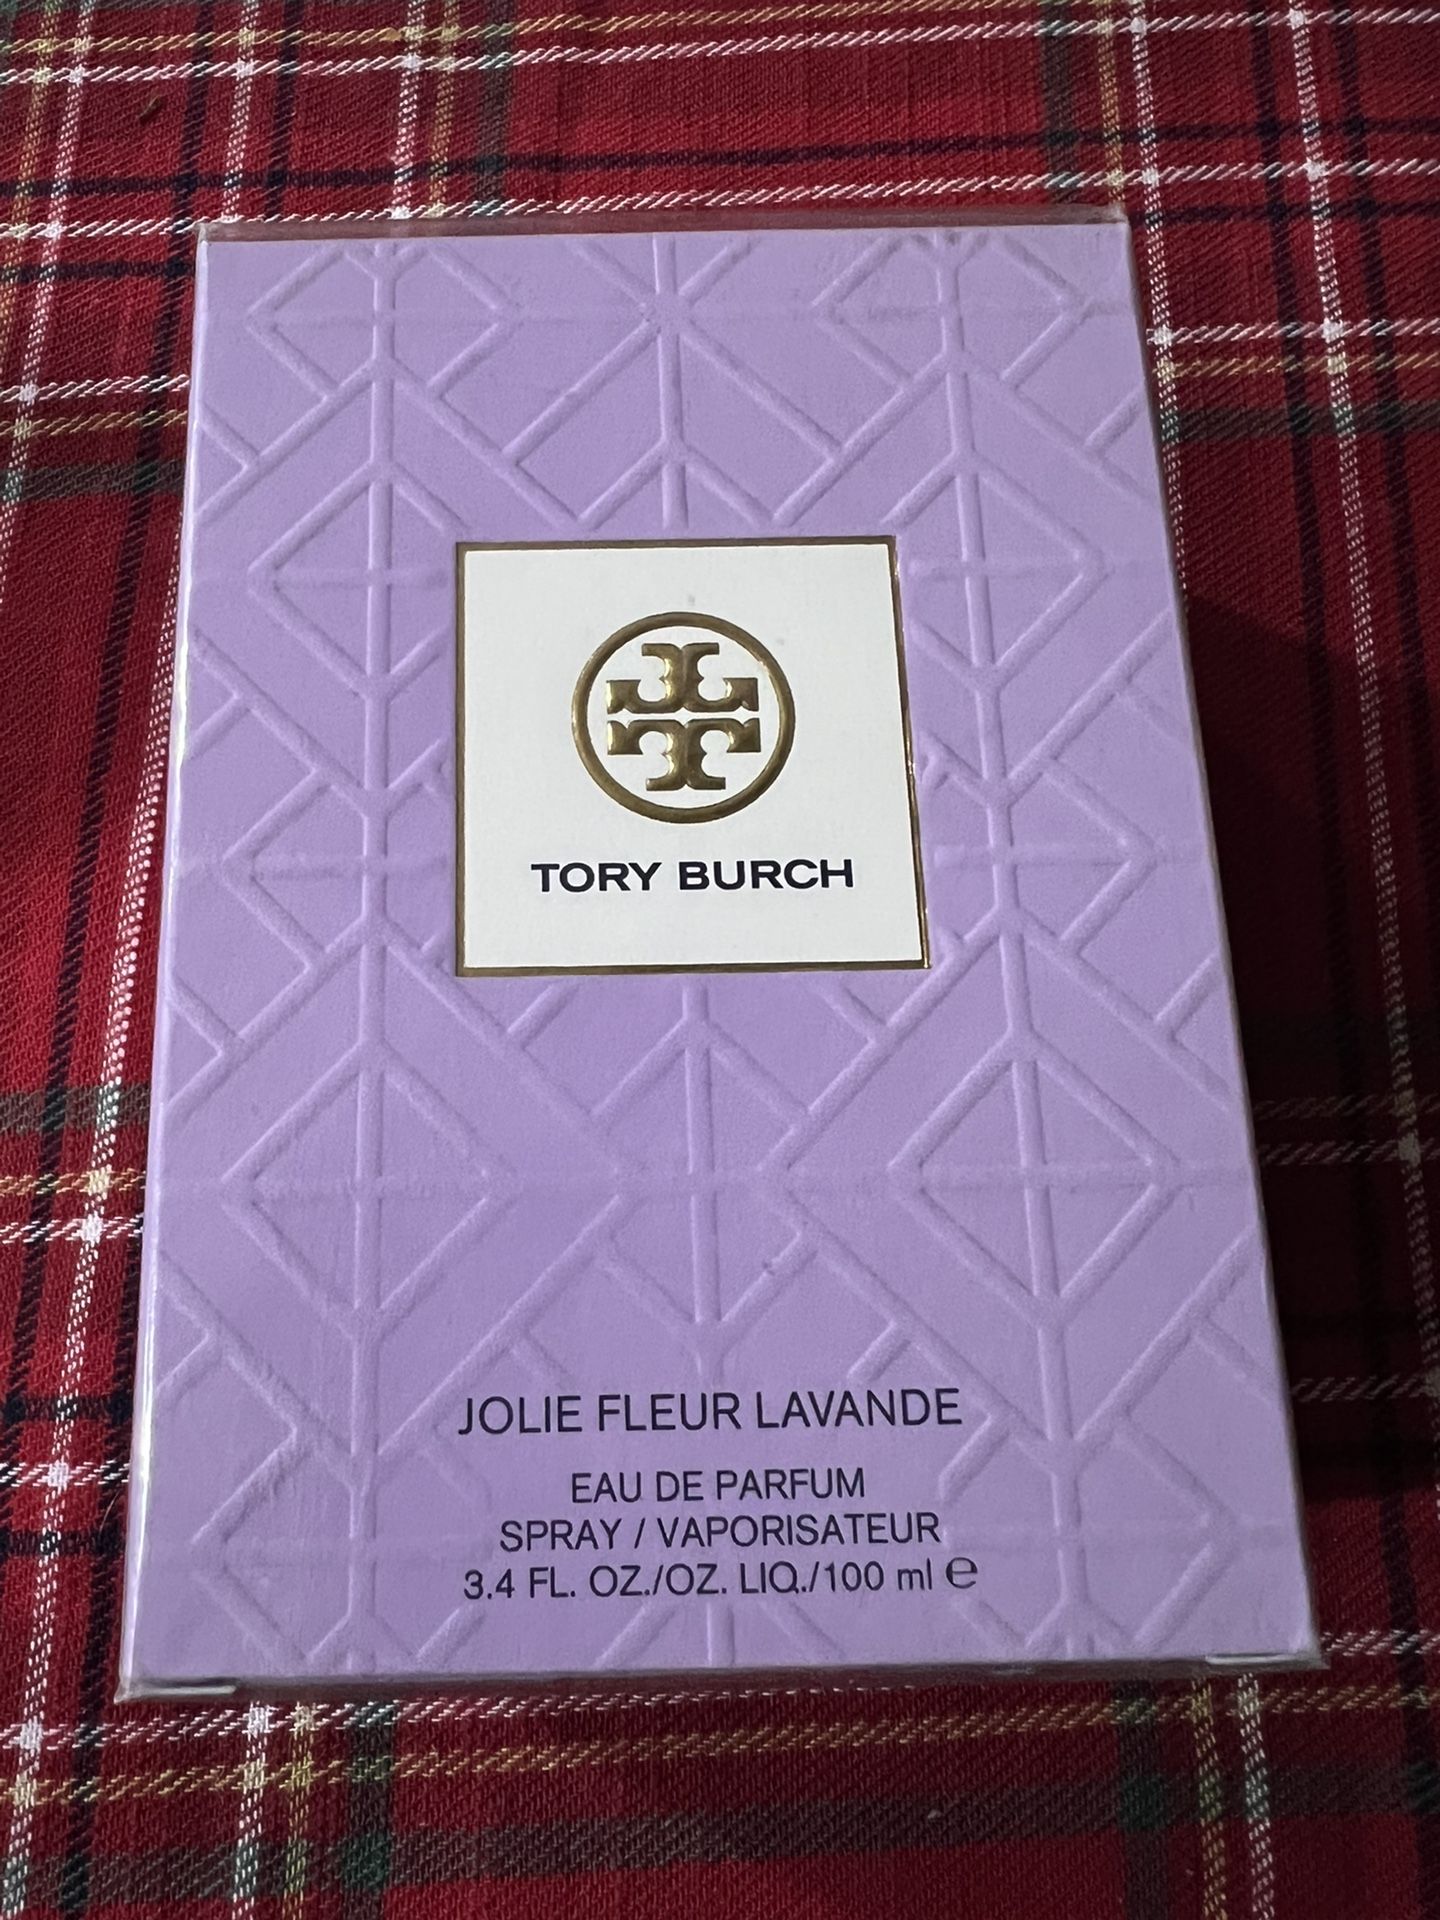 TORY BURCH
JOLIE FLEUR LAVANDE
EAU DE PARFUM
SPRAY / VAPORISATEUR
3.4 FL. OZ./OZ. LIQ./100 ml ℮